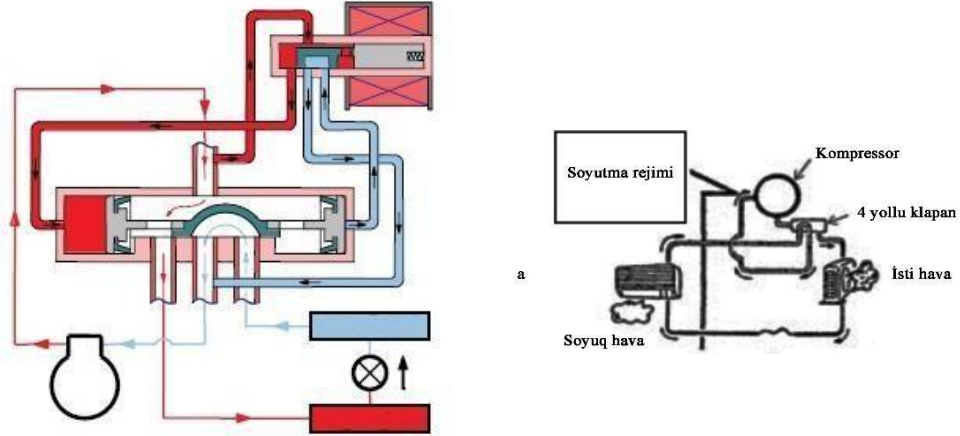 Soyutma rejimi
Kompressor
4 yollu klapan
a
İsti hava
Soyuq hava